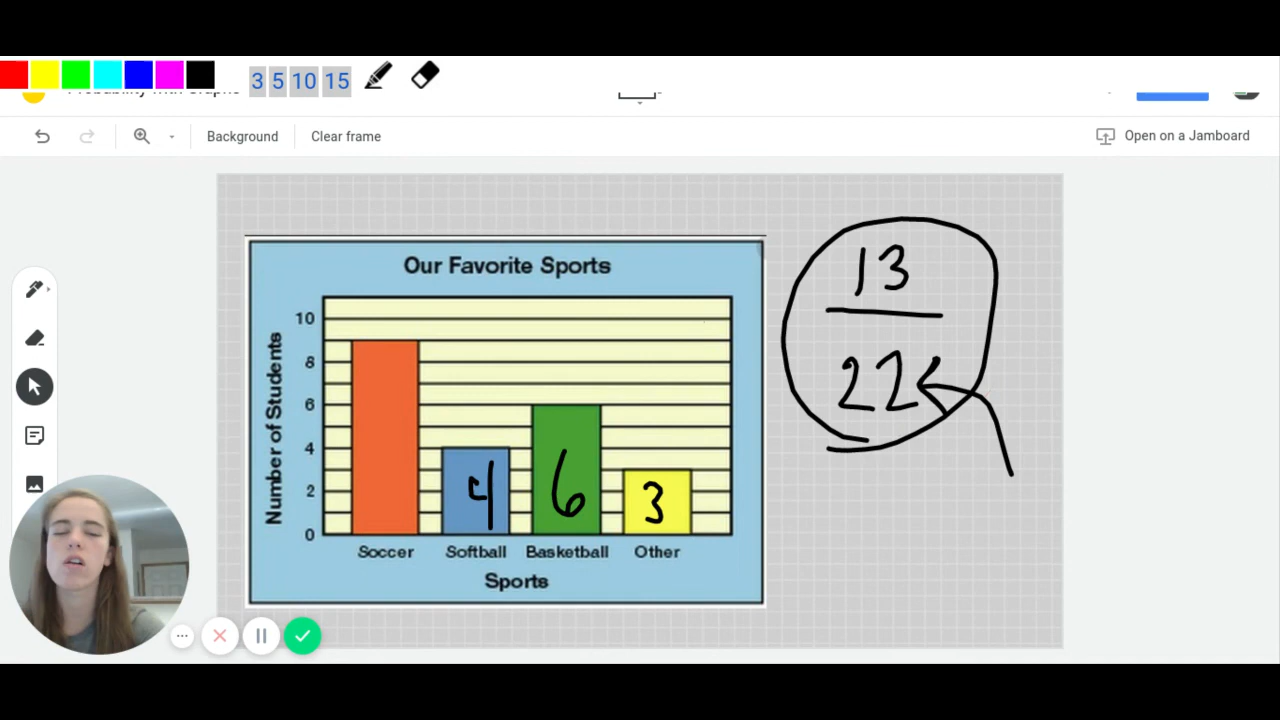 3 5 10 15
Background
Clear frame
Open on a Jamboard
Our Favorite Sports
Number of Students
10
8
6
4
2
0
4
6
3
Soccer Softball Basketball Other
Sports
13
22